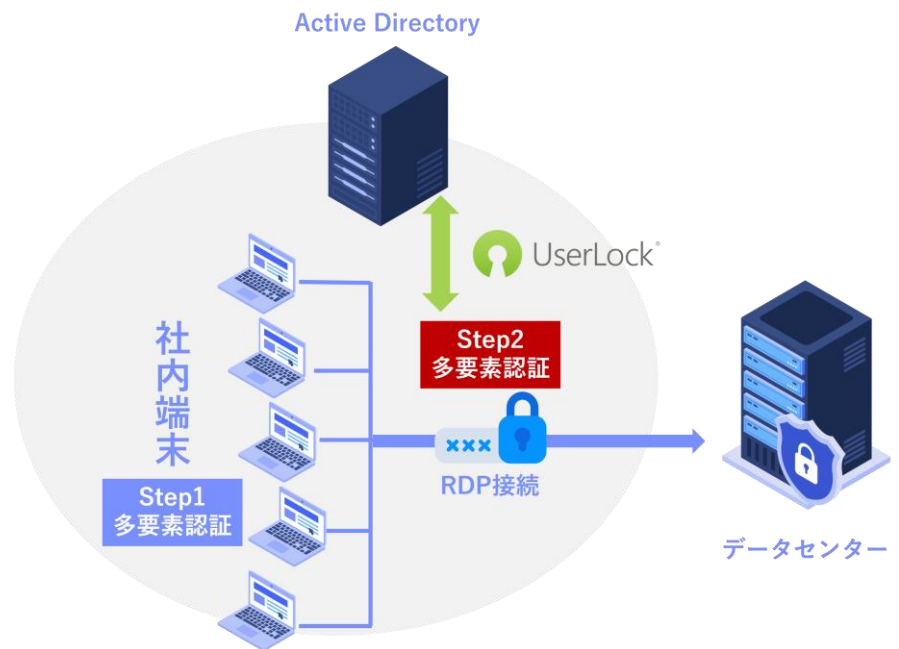 Active Directory
UserLock®
Step2
多要素認証
社内端末
Step1
多要素認証
×××
RDP接続
データセンター